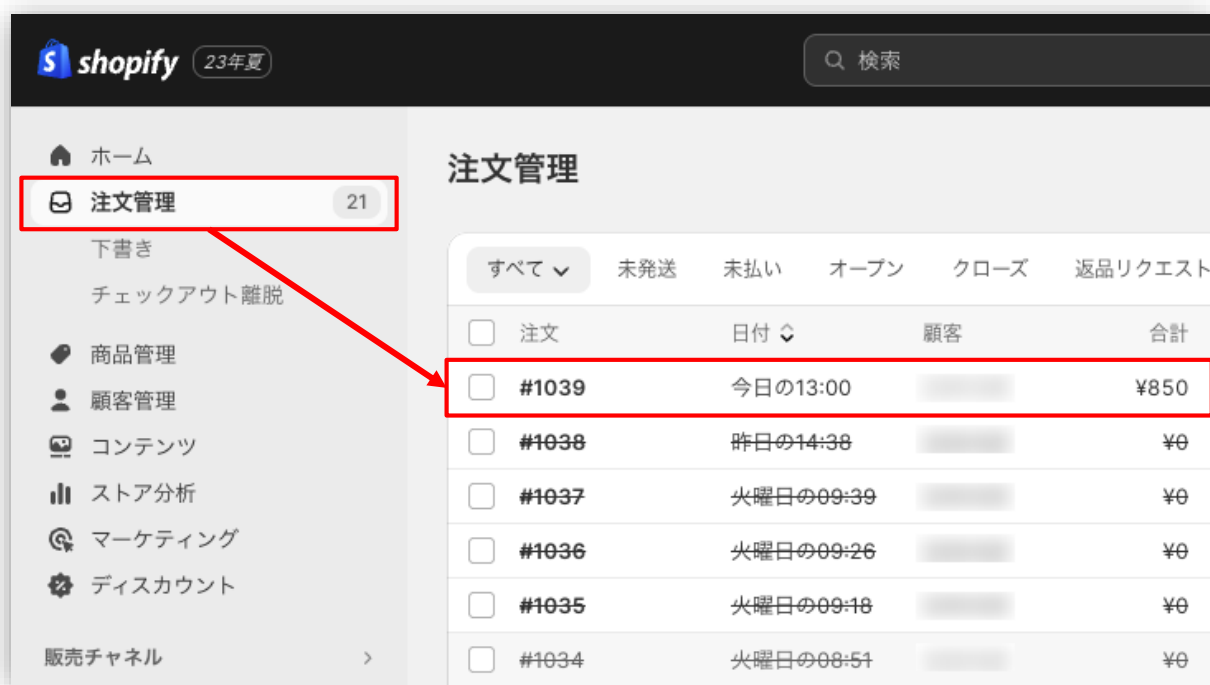 shopify 23年夏
検索
ホーム
注文管理 21
下書き
チェックアウト離脱
商品管理
顧客管理
コンテンツ
ストア分析
マーケティング
ディスカウント
販売チャネル
注文管理
すべて 未発送 未払い オープン クローズ 返品リクエスト
注文 日付 顧客 合計
#1039 今日の13:00 ¥850
#1038 昨日の14:38 ¥0
#1037 火曜日の09:39 ¥0
#1036 火曜日の09:26 ¥0
#1035 火曜日の09:18 ¥0
#1034 火曜日の08:51 ¥0